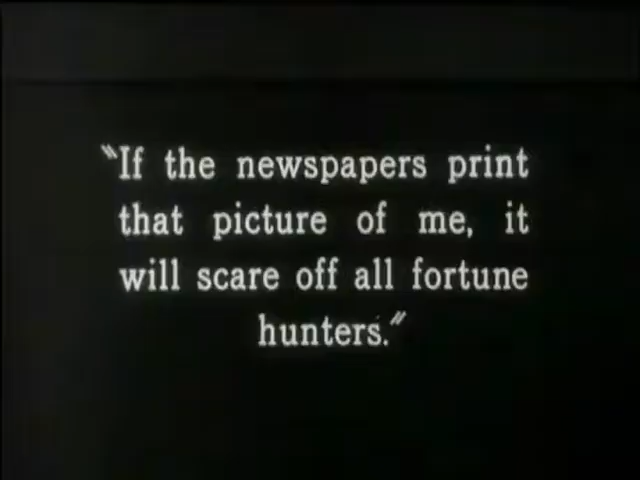 "If the newspapers print
that picture of me, it
will scare off all fortune
hunters."